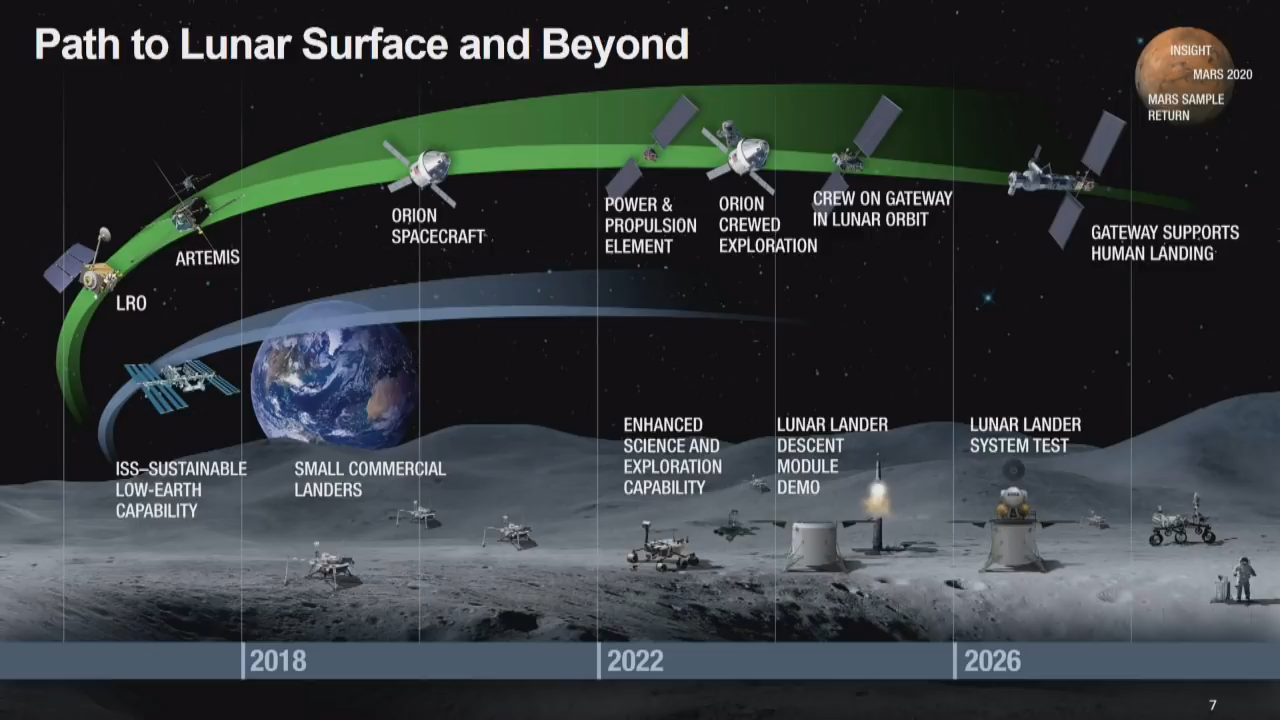 Path to Lunar Surface and Beyond
INSIGHT
MARS 2020
MARS SAMPLE
RETURN
LRO
ARTEMIS
ORION
SPACECRAFT
POWER &
PROPULSION
ELEMENT
ORION
CREWED
EXPLORATION
CREW ON GATEWAY
IN LUNAR ORBIT
GATEWAY SUPPORTS
HUMAN LANDING
ISS–SUSTAINABLE
LOW-EARTH
CAPABILITY
SMALL COMMERCIAL
LANDERS
ENHANCED
SCIENCE AND
EXPLORATION
CAPABILITY
LUNAR LANDER
DESCENT
MODULE
DEMO
LUNAR LANDER
SYSTEM TEST
2018
2022
2026
7